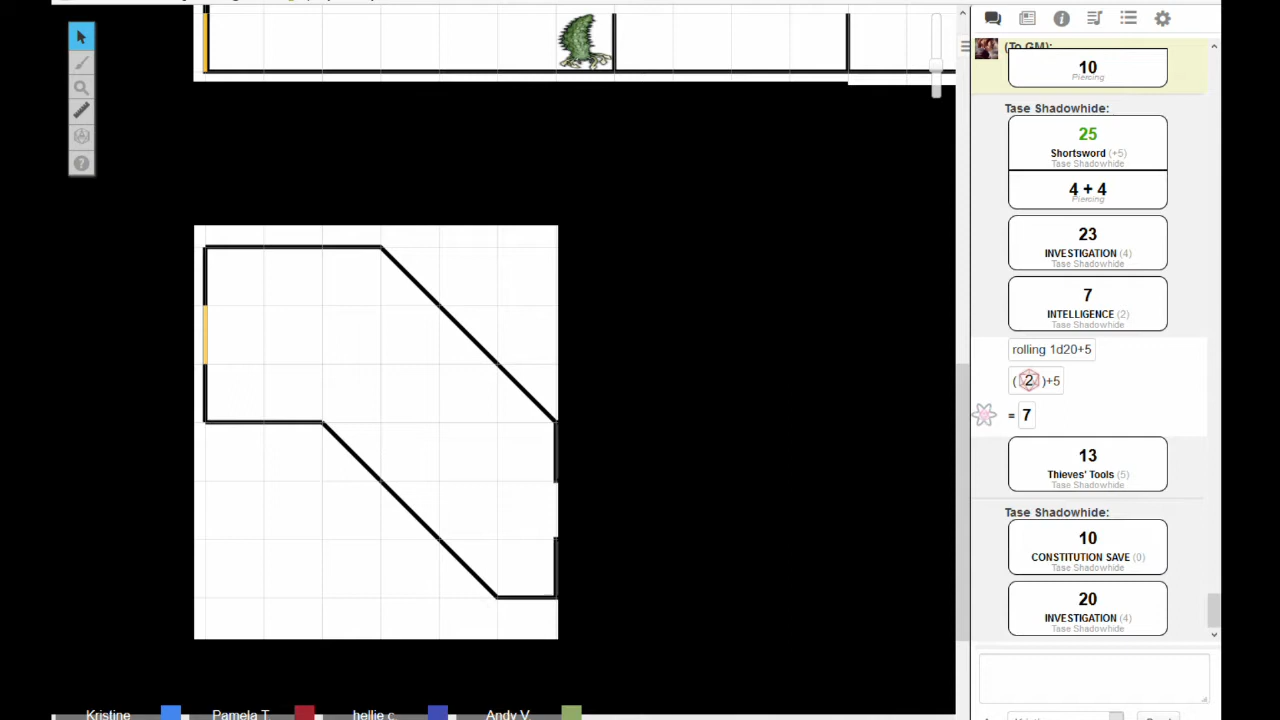 (To GM):
10
Piercing
Tase Shadowhide:
25
Shortsword (+5)
Tase Shadowhide
4 + 4
Piercing
23
INVESTIGATION (4)
Tase Shadowhide
7
INTELLIGENCE (2)
Tase Shadowhide
rolling 1d20+5
(2)+5
= 7
13
Thieves' Tools (5)
Tase Shadowhide
Tase Shadowhide:
10
CONSTITUTION SAVE (0)
Tase Shadowhide
20
INVESTIGATION (4)
Tase Shadowhide
Kristine Pamela T. hellie c. Andy V.